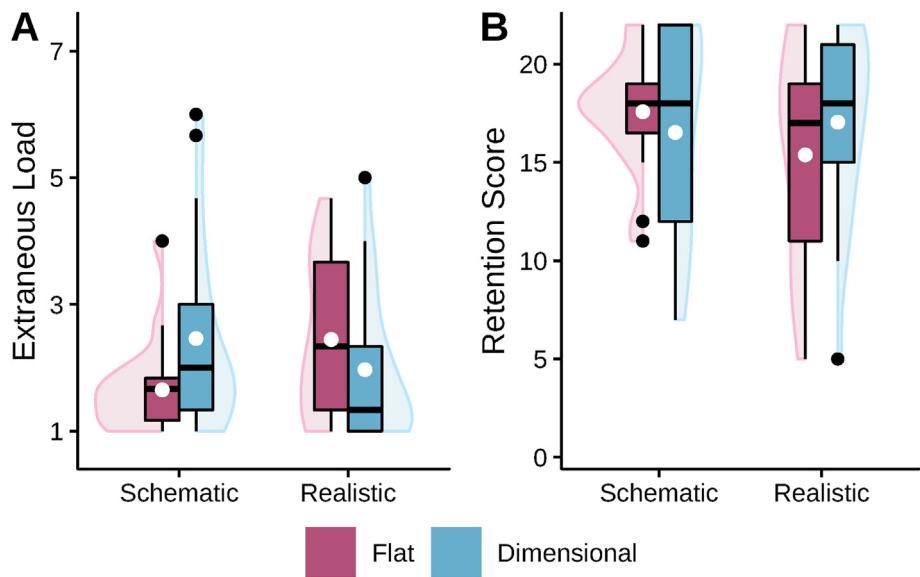 A
Extraneous Load
7
5
3
1
Schematic
Realistic
B
Retention Score
20
15
10
5
0
Schematic
Realistic
Flat
Dimensional